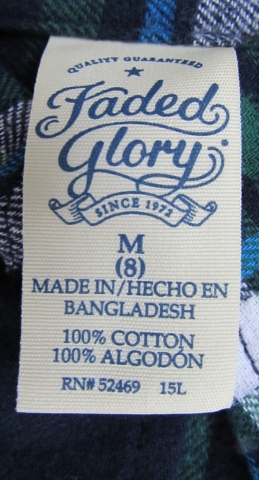 QUALITY GUARANTEED
Faded
Glory
SINCE 1972
M
(8)
MADE IN/HECHO EN
BANGLADESH
100% COTTON
100% ALGODÓN
RN# 52469 15L